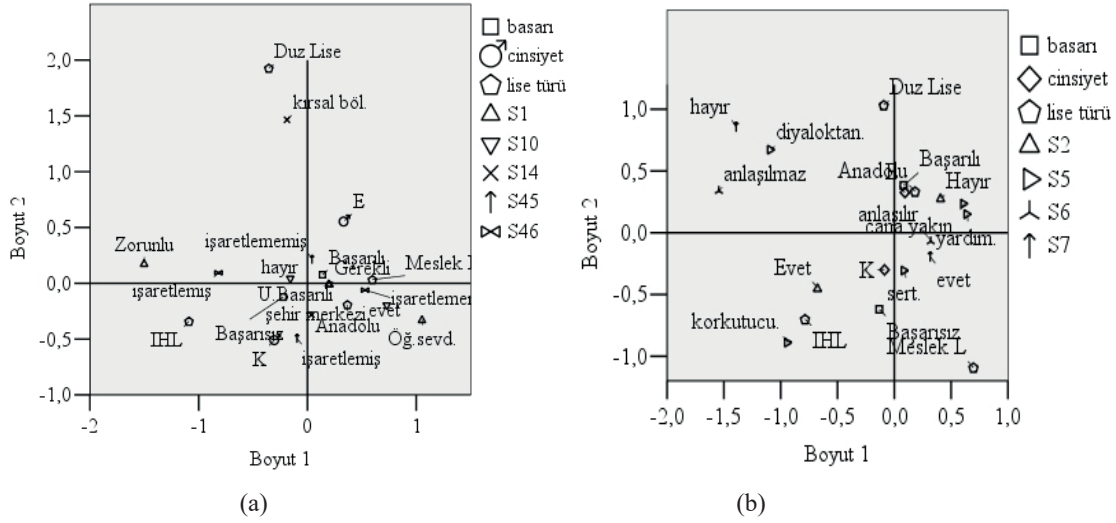 2,0
1,5
1,0
0,5
0,0
-0,5
-1,0
-2
-1
0
1
Boyut 2
Boyut 1
Duz Lise
kırsal böl.
E
Zorunlu
işaretlememiş
Başarılı
hayır
Gerekli
Meslek L
işaretlemiş
U.Başarılı
işaretlemem
şehir merkezi
evet
IHL
Başarısız
Anadolu
Öğ.sevd.
K
işaretlemiş
basarı
cinsiyet
lise türü
S1
S10
S14
S45
S46
(a)
1,0
0,5
0,0
-0,5
-1,0
-2,0
-1,5
-1,0
-0,5
0,0
0,5
1,0
Boyut 2
Boyut 1
Duz Lise
hayır
diyaloktan.
anlaşılmaz
Anadolu
E
Başarılı
Hayır
anlaşılır
cana yakın
yardım.
Evet
K
evet
sert.
korkutucu.
IHL
Başarısız
Meslek L
basarı
cinsiyet
lise türü
S2
S5
S6
S7
(b)